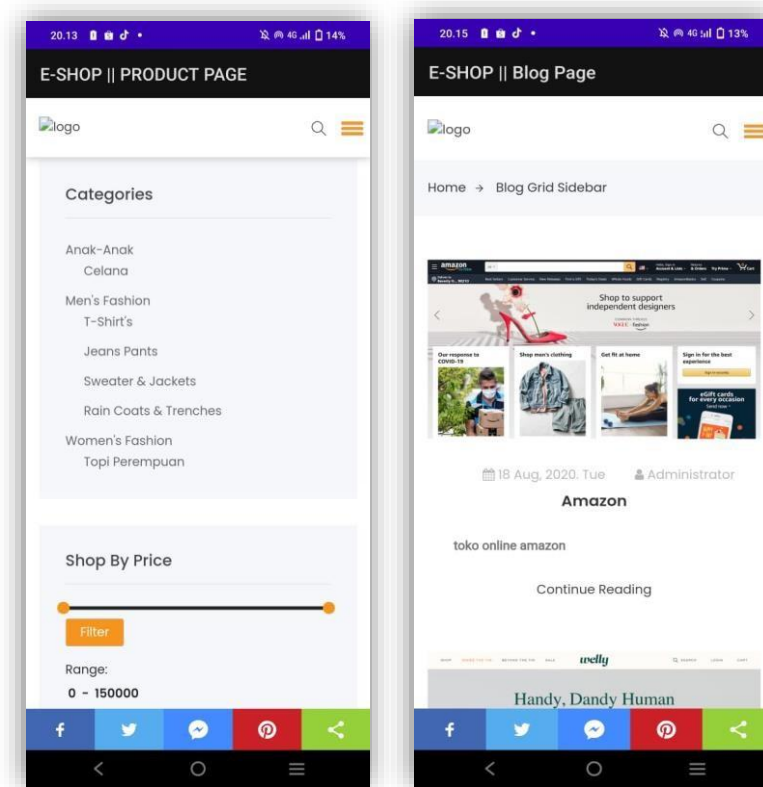 20.13
4G
14%
E-SHOP || PRODUCT PAGE
logo
Categories
Anak-Anak
Celana
Men's Fashion
T-Shirt's
Jeans Pants
Sweater & Jackets
Rain Coats & Trenches
Women's Fashion
Topi Perempuan
Shop By Price
Filter
Range:
0 ~ 150000
20.15
4G
13%
E-SHOP || Blog Page
logo
Home → Blog Grid Sidebar
amazon
Shop to support
independent designers
Our response to
COVID-19
Shop men's clothing
Get fit at home
Sign in for the best
experience
eGift cards
for every occasion
Send now
18 Aug, 2020. Tue
Administrator
Amazon
toko online amazon
Continue Reading
welly
Handy, Dandy Human